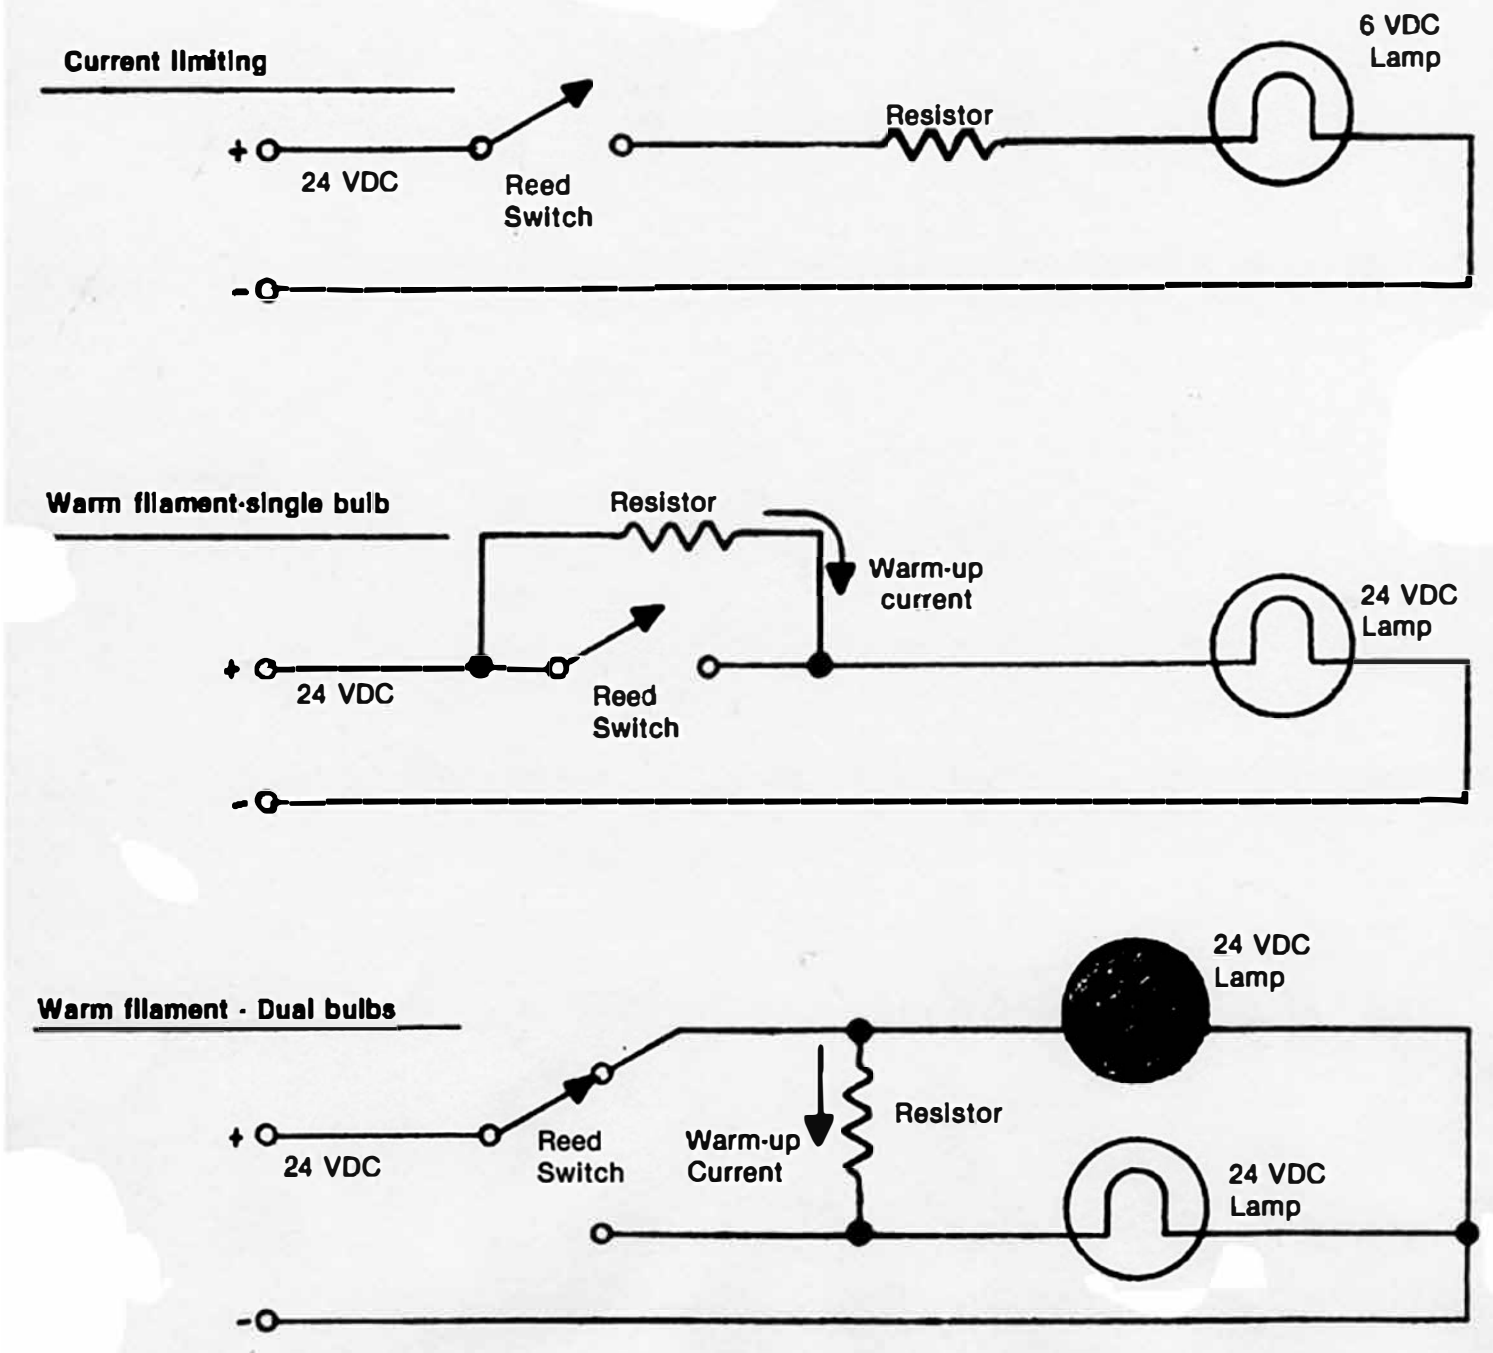 Current limiting
6 VDC
Lamp
Resistor
+
24 VDC
Reed
Switch
-
Warm filament-single bulb
Resistor
Warm-up
current
24 VDC
Lamp
+
24 VDC
Reed
Switch
-
Warm filament - Dual bulbs
24 VDC
Lamp
Resistor
+
24 VDC
Reed
Switch
Warm-up
Current
24 VDC
Lamp
-